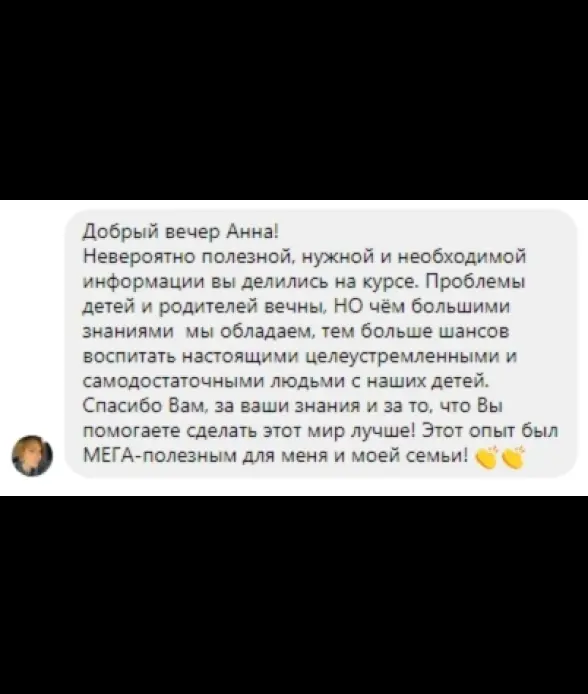 Добрый вечер Анна!
Невероятно полезной, нужной и необходимой
информации вы делились на курсе. Проблемы
детей и родителей вечны, НО чём большими
знаниями мы обладаем, тем больше шансов
воспитать настоящими целеустремленными и
самодостаточными людьми с наших детей.
Спасибо Вам, за ваши знания и за то, что Вы
помогаете сделать этот мир лучше! Этот опыт был
МЕГА-полезным для меня и моей семьи! 👏👏